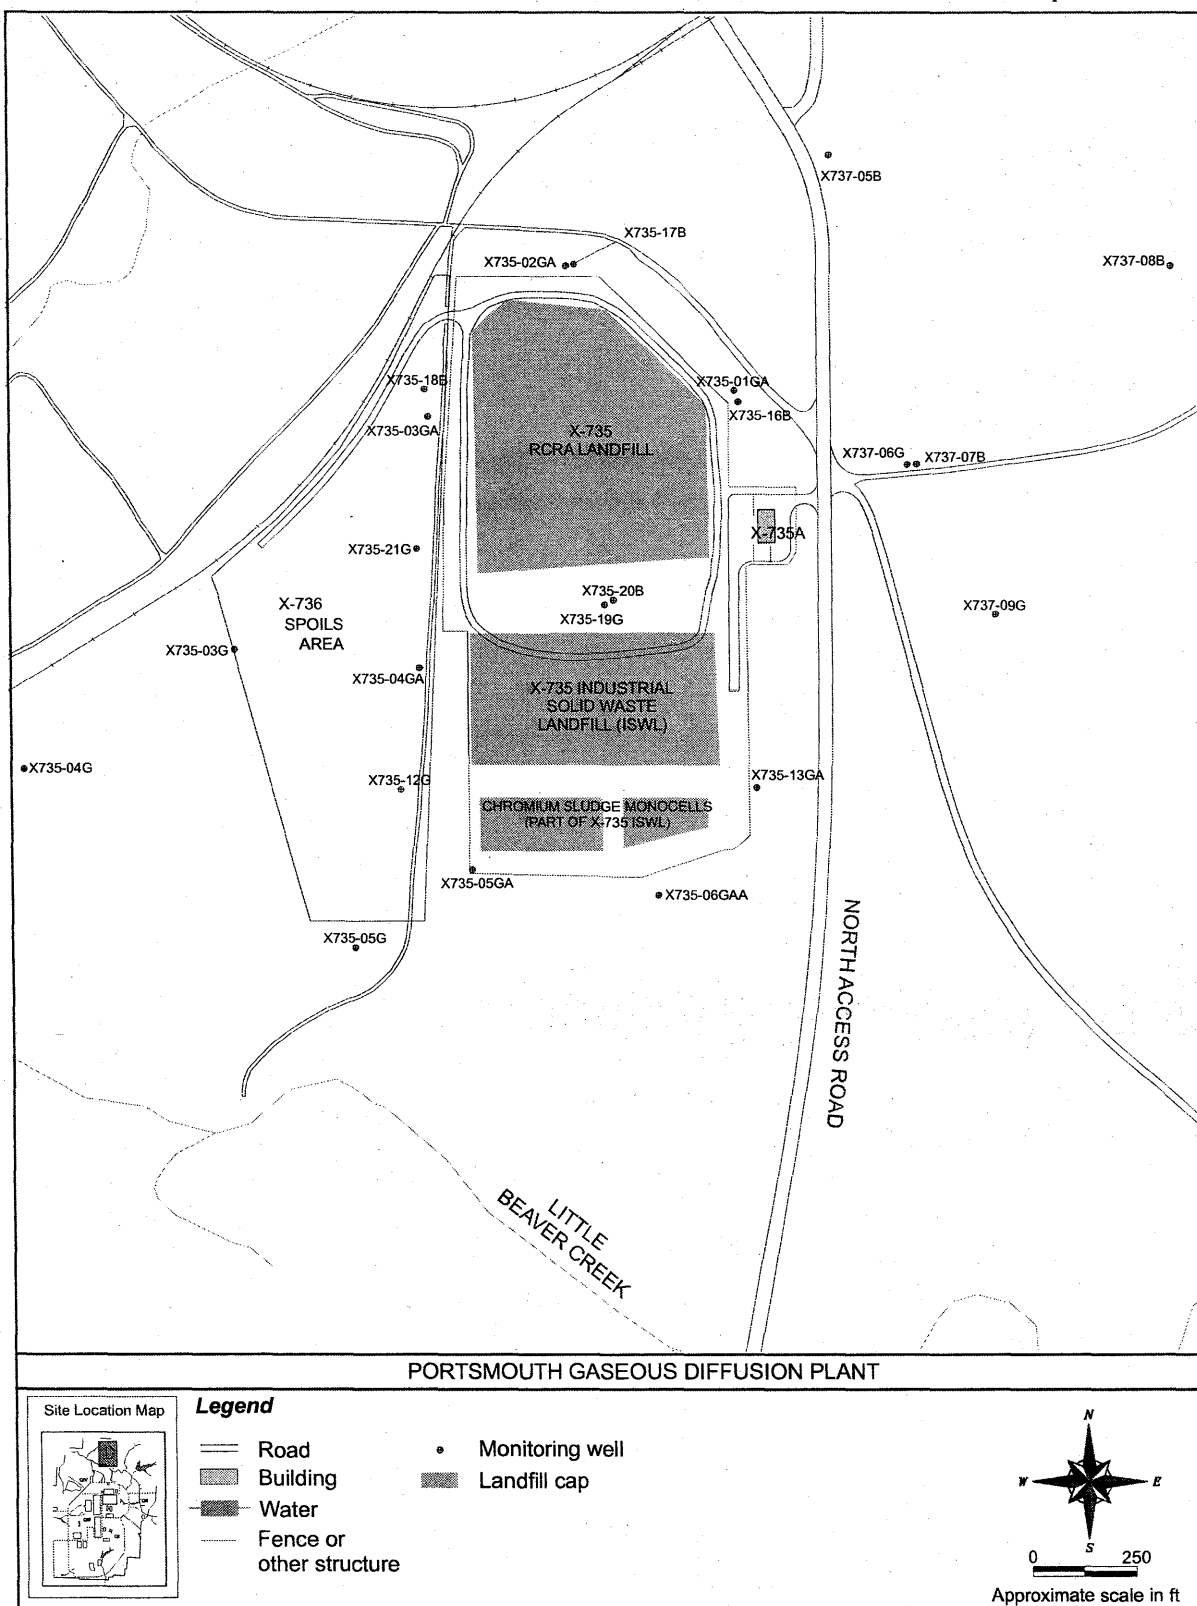 X737-05B
X735-17B
X735-02GA
X737-08B
X735-18B
X735-01GA
X735-16B
X735-03GA
X-735
RCRA LANDFILL
X737-06G
X737-07B
X-735A
X735-21G
X735-20B
X735-19G
X-736
SPOILS
AREA
X737-09G
X735-03G
X735-04GA
X-735 INDUSTRIAL
SOLID WASTE
LANDFILL (ISWL)
X735-04G
X735-12G
X735-13GA
CHROMIUM SLUDGE MONOCELLS
(PART OF X-735 ISWL)
X735-05GA
X735-06GAA
X735-05G
NORTH ACCESS ROAD
LITTLE
BEAVER CREEK
PORTSMOUTH GASEOUS DIFFUSION PLANT
Site Location Map
Legend
Road
Building
Water
Fence or
other structure
Monitoring well
Landfill cap
N
W
E
S
0 250
Approximate scale in ft